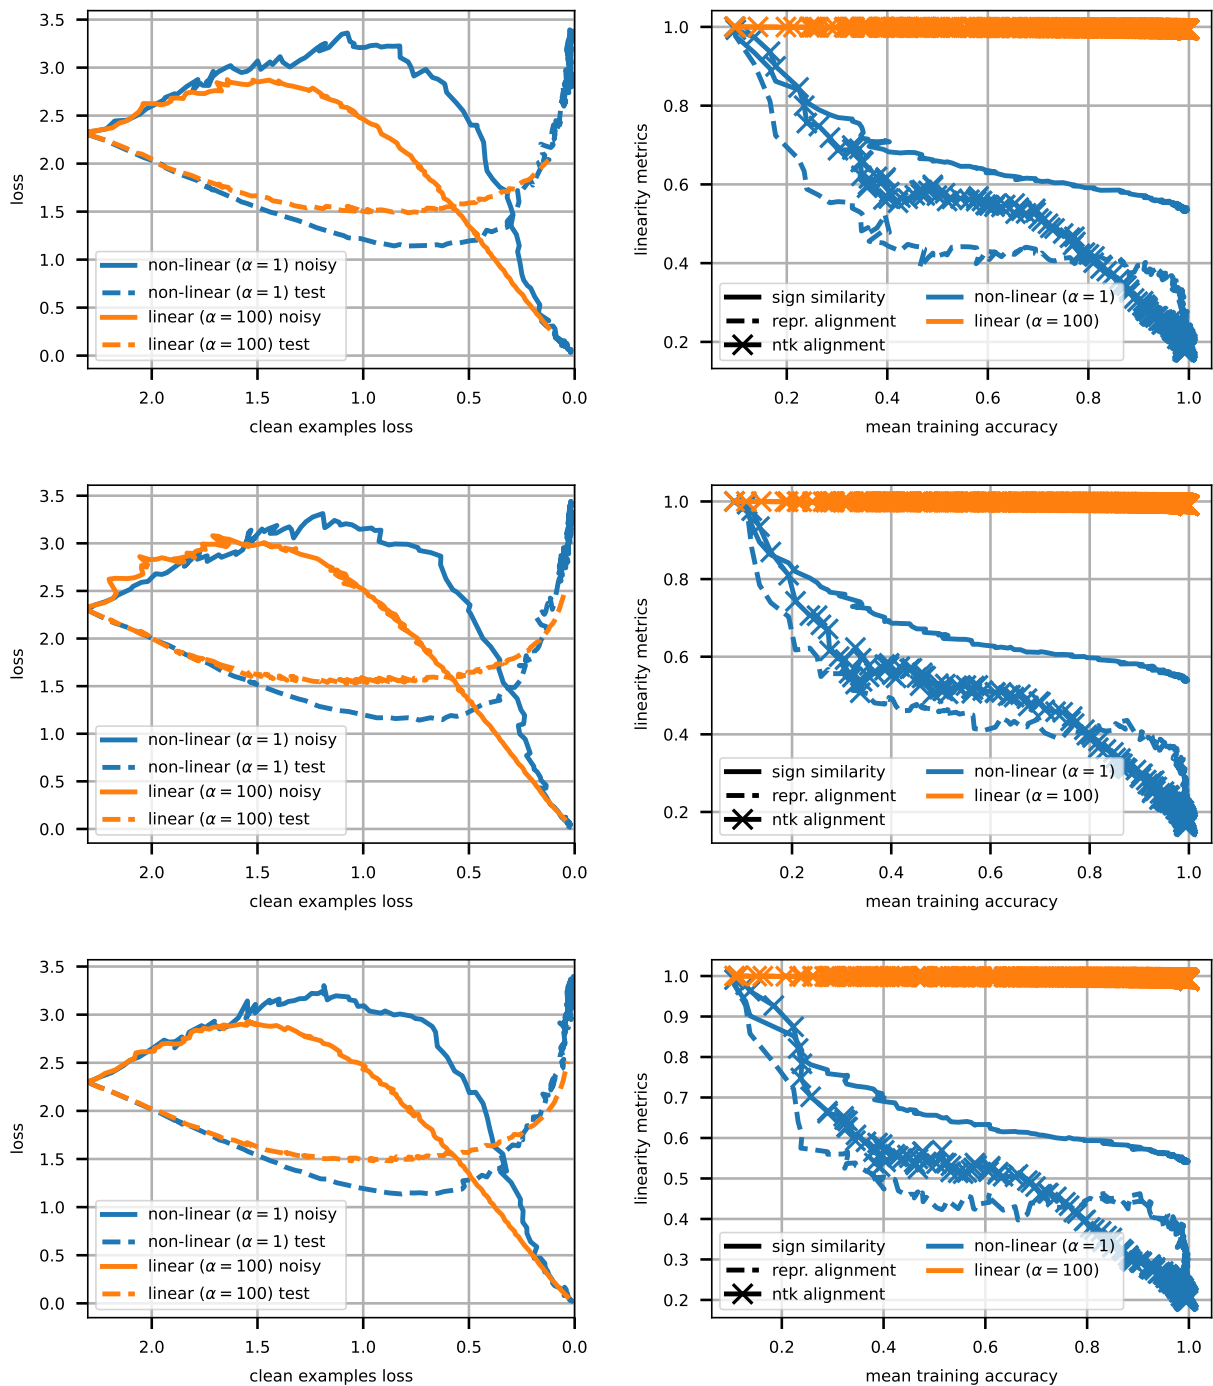 3.5
3.0
2.5
2.0
1.5
1.0
0.5
0.0
loss
non-linear (α = 1) noisy
non-linear (α = 1) test
linear (α = 100) noisy
linear (α = 100) test
2.0 1.5 1.0 0.5 0.0
clean examples loss
1.0
0.8
0.6
0.4
0.2
linearity metrics
sign similarity
repr. alignment
ntk alignment
non-linear (α = 1)
linear (α = 100)
0.2 0.4 0.6 0.8 1.0
mean training accuracy
3.5
3.0
2.5
2.0
1.5
1.0
0.5
0.0
loss
non-linear (α = 1) noisy
non-linear (α = 1) test
linear (α = 100) noisy
linear (α = 100) test
2.0 1.5 1.0 0.5 0.0
clean examples loss
1.0
0.8
0.6
0.4
0.2
linearity metrics
sign similarity
repr. alignment
ntk alignment
non-linear (α = 1)
linear (α = 100)
0.2 0.4 0.6 0.8 1.0
mean training accuracy
3.5
3.0
2.5
2.0
1.5
1.0
0.5
0.0
loss
non-linear (α = 1) noisy
non-linear (α = 1) test
linear (α = 100) noisy
linear (α = 100) test
2.0 1.5 1.0 0.5 0.0
clean examples loss
1.0
0.9
0.8
0.7
0.6
0.5
0.4
0.3
0.2
linearity metrics
sign similarity
repr. alignment
ntk alignment
non-linear (α = 1)
linear (α = 100)
0.2 0.4 0.6 0.8 1.0
mean training accuracy